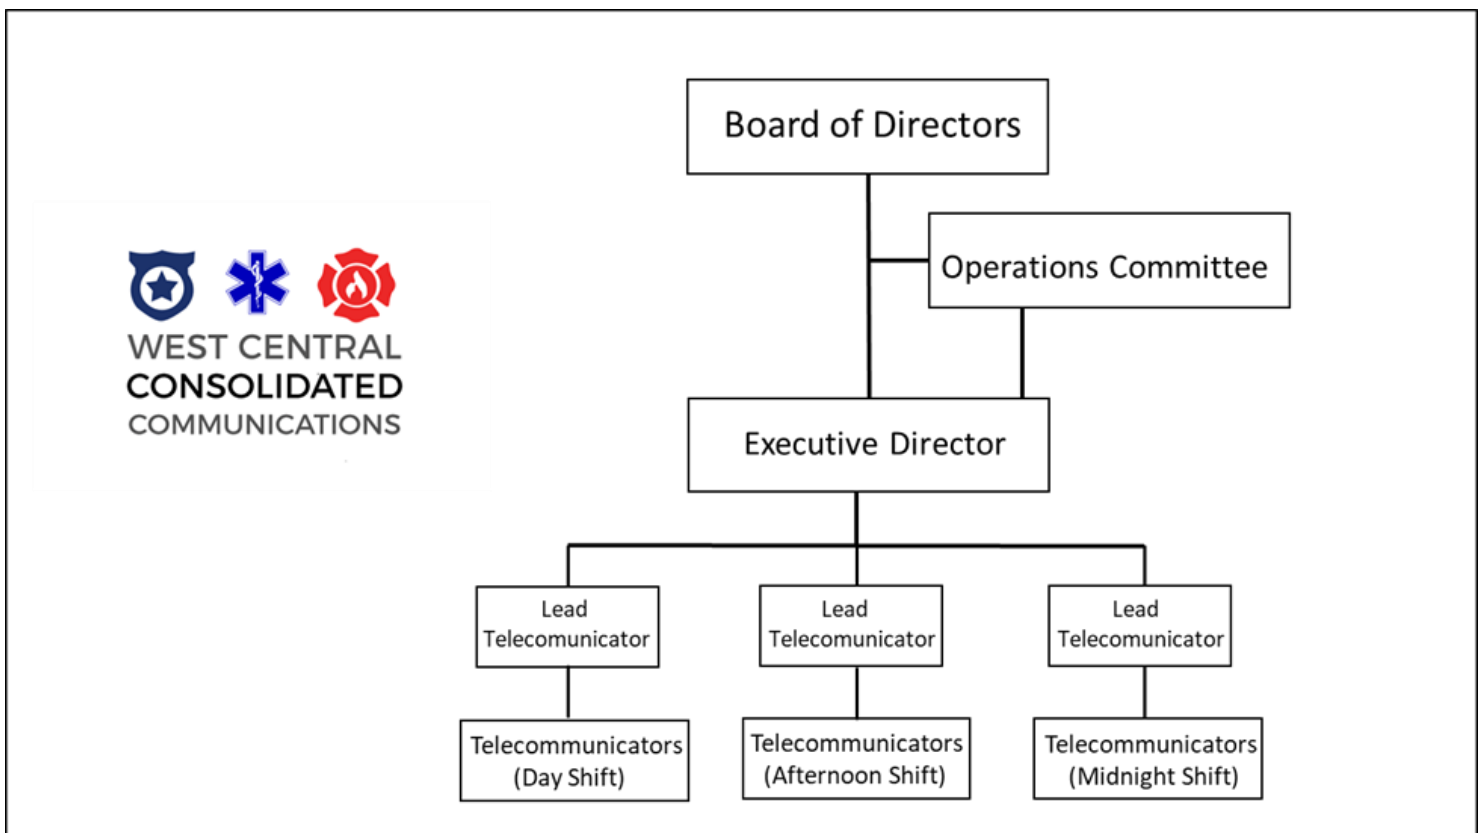 Board of Directors
Operations Committee
WEST CENTRAL
CONSOLIDATED
COMMUNICATIONS
Executive Director
Lead
Telecomunicator
Lead
Telecomunicator
Lead
Telecomunicator
Telecommunicators
(Day Shift)
Telecommunicators
(Afternoon Shift)
Telecommunicators
(Midnight Shift)